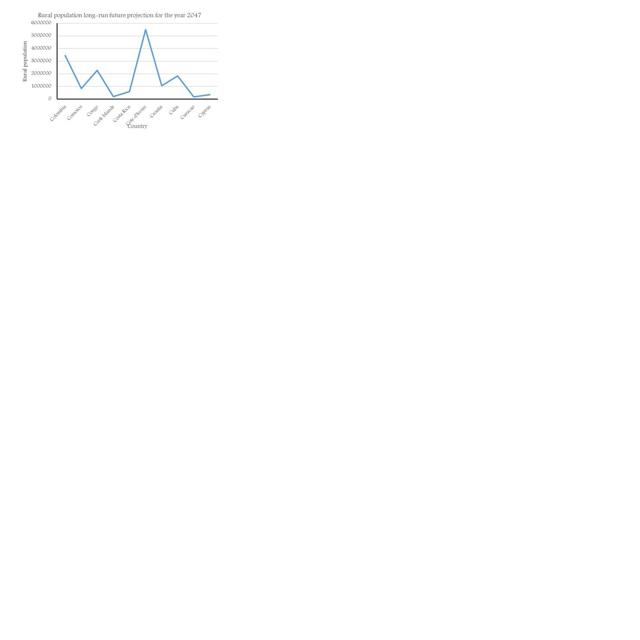 Rural population long-run future projection for the year 2047
Rural population
6000000
5000000
4000000
3000000
2000000
1000000
0
Colombia
Comoros
Congo
Cook Islands
Costa Rica
Cote d'Ivoire
Croatia
Cuba
Curacao
Cyprus
Country